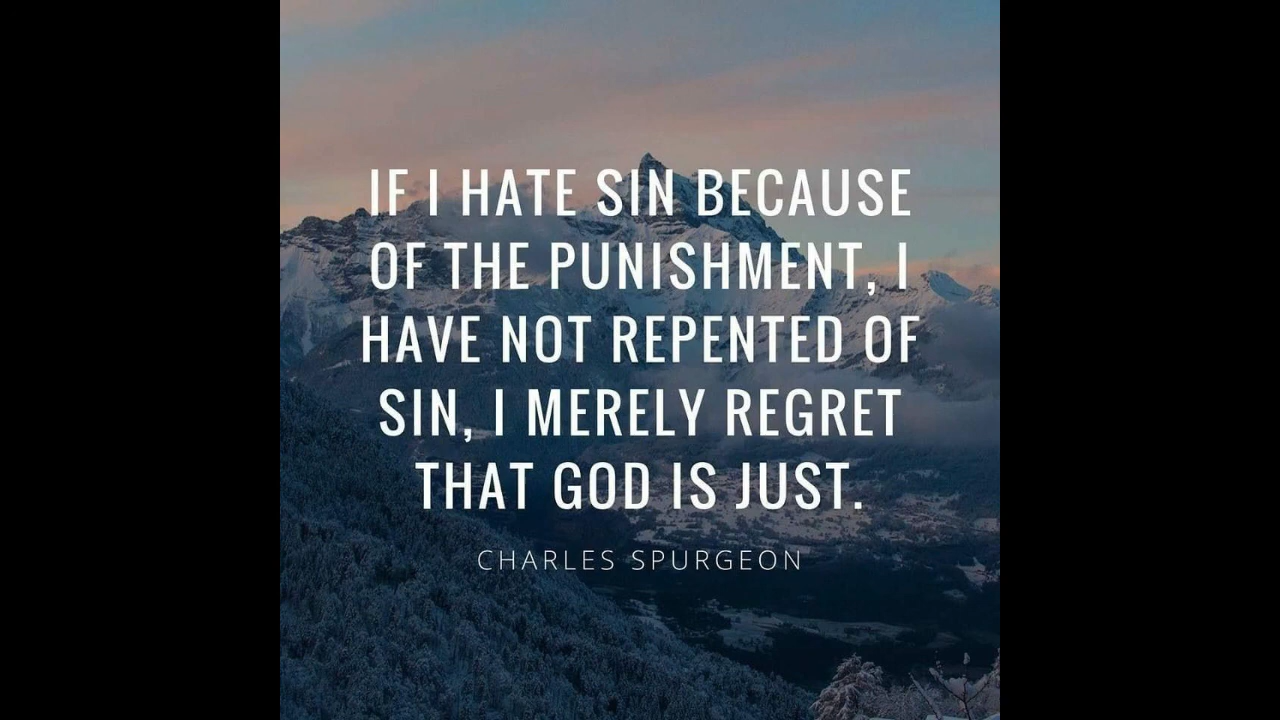 IF I HATE SIN BECAUSE
OF THE PUNISHMENT, I
HAVE NOT REPENTED OF
SIN, I MERELY REGRET
THAT GOD IS JUST.
CHARLES SPURGEON